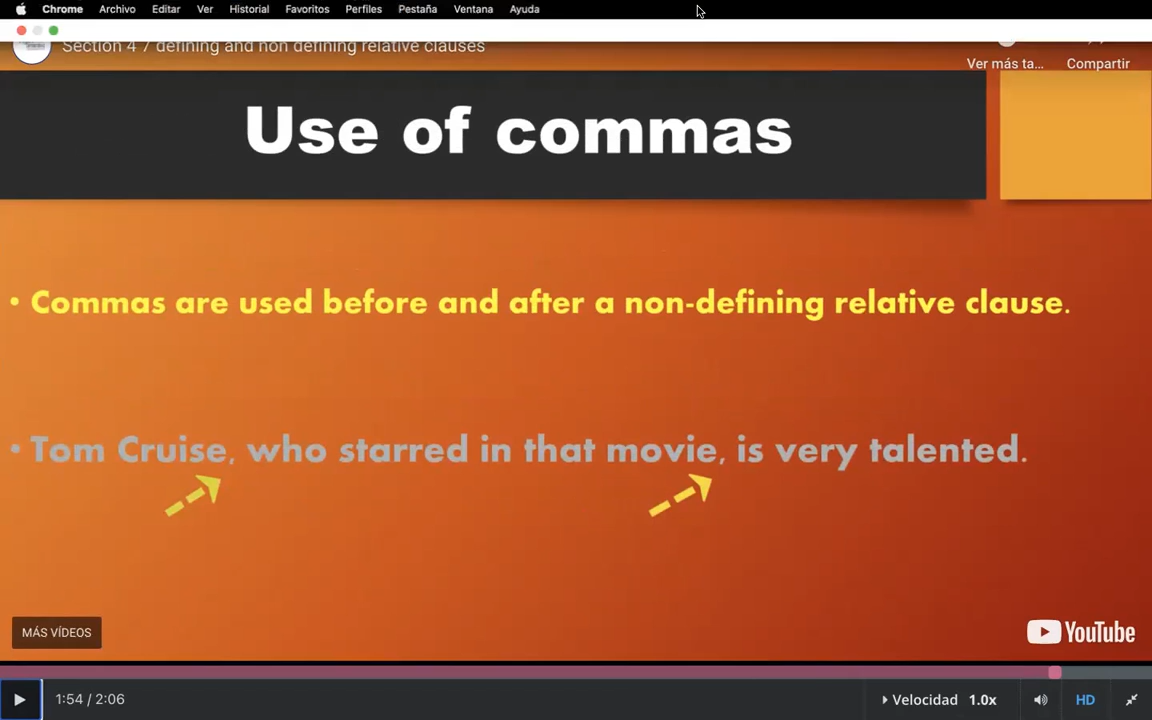 Chrome Archivo Editar Ver Historial Favoritos Perfiles Pestaña Ventana Ayuda
Section 4 7 defining and non defining relative clauses
Ver más ta... Compartir
Use of commas
• Commas are used before and after a non-defining relative clause.
• Tom Cruise, who starred in that movie, is very talented.
MÁS VÍDEOS
YouTube
1:54 / 2:06
Velocidad 1.0x
HD